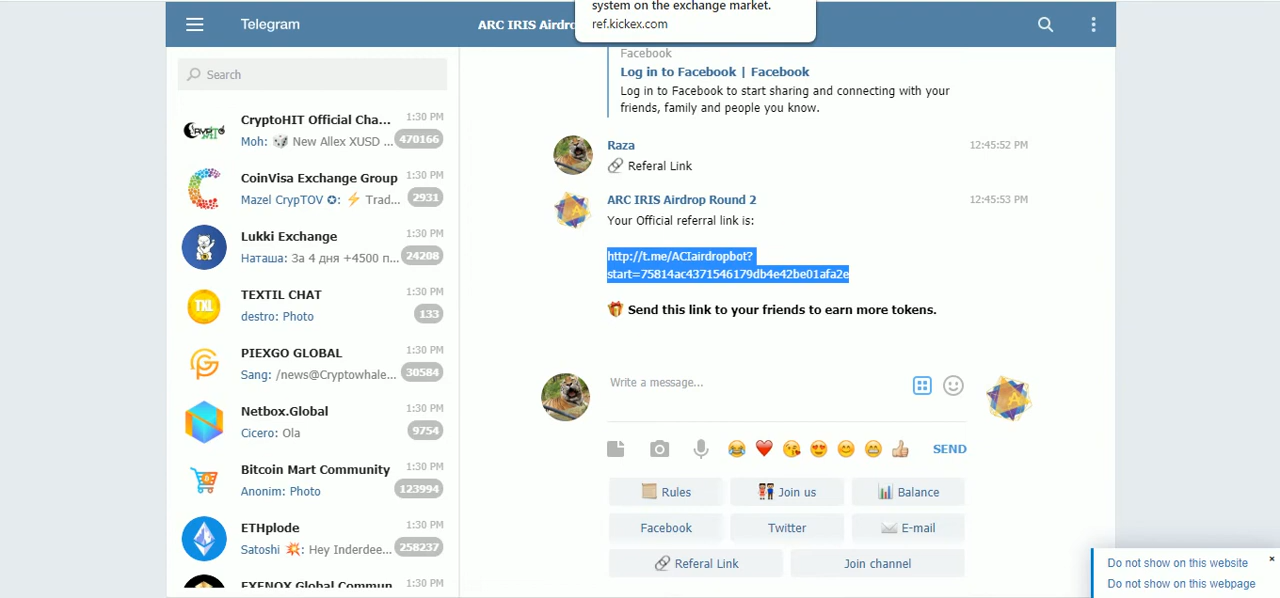 system on the exchange market.
ref.kickex.com
Telegram
ARC IRIS Airdro
Search
CryptoHIT Official Cha... 1:30 PM
Moh: 🎲 New Allex XUSD ... 470166
CoinVisa Exchange Group 1:30 PM
Mazel CrypTOV ✪: ⚡ Trad... 2931
Lukki Exchange 1:30 PM
Наташа: За 4 дня +4500 п... 24208
TEXTIL CHAT 1:30 PM
destro: Photo 133
PIEXGO GLOBAL 1:30 PM
Sang: /news@Cryptowhale... 30584
Netbox.Global 1:30 PM
Cicero: Ola 9754
Bitcoin Mart Community 1:30 PM
Anonim: Photo 123994
ETHplode 1:30 PM
Satoshi 💥: Hey Inderdee... 258237
EXENOX Global Commun 1:30 PM
Facebook
Log in to Facebook | Facebook
Log in to Facebook to start sharing and connecting with your
friends, family and people you know.
Raza 12:45:52 PM
🔗 Referal Link
ARC IRIS Airdrop Round 2 12:45:53 PM
Your Official referral link is:
http://t.me/ACIairdropbot?
start=75814ac4371546179db4e42be01afa2e
🎁 Send this link to your friends to earn more tokens.
Write a message...
SEND
Rules
Join us
Balance
Facebook
Twitter
E-mail
Referal Link
Join channel
Do not show on this website ×
Do not show on this webpage